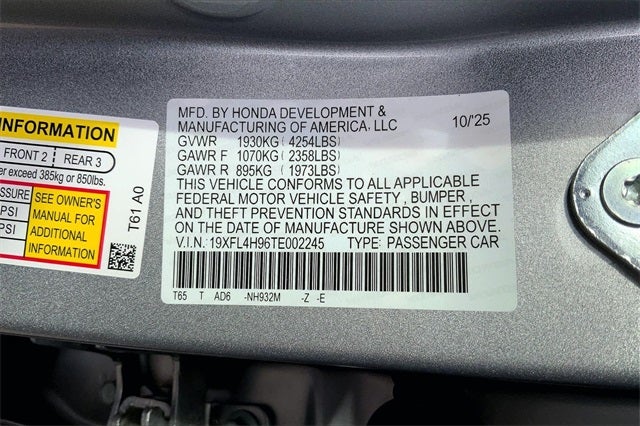 INFORMATION
FRONT 2 REAR 3
er exceed 385kg or 850lbs.
SSURE
PSI
PSI
SEE OWNER'S
MANUAL FOR
ADDITIONAL
INFORMATION
T61 A0
MFD. BY HONDA DEVELOPMENT &
MANUFACTURING OF AMERICA, LLC 10/'25
GVWR 1930KG ( 4254LBS)
GAWR F 1070KG ( 2358LBS)
GAWR R 895KG ( 1973LBS)
THIS VEHICLE CONFORMS TO ALL APPLICABLE
FEDERAL MOTOR VEHICLE SAFETY , BUMPER ,
AND THEFT PREVENTION STANDARDS IN EFFECT
ON THE DATE OF MANUFACTURE SHOWN ABOVE.
V.I.N: 19XFL4H96TE002245 TYPE: PASSENGER CAR
T65 T AD6 -NH932M -Z -E